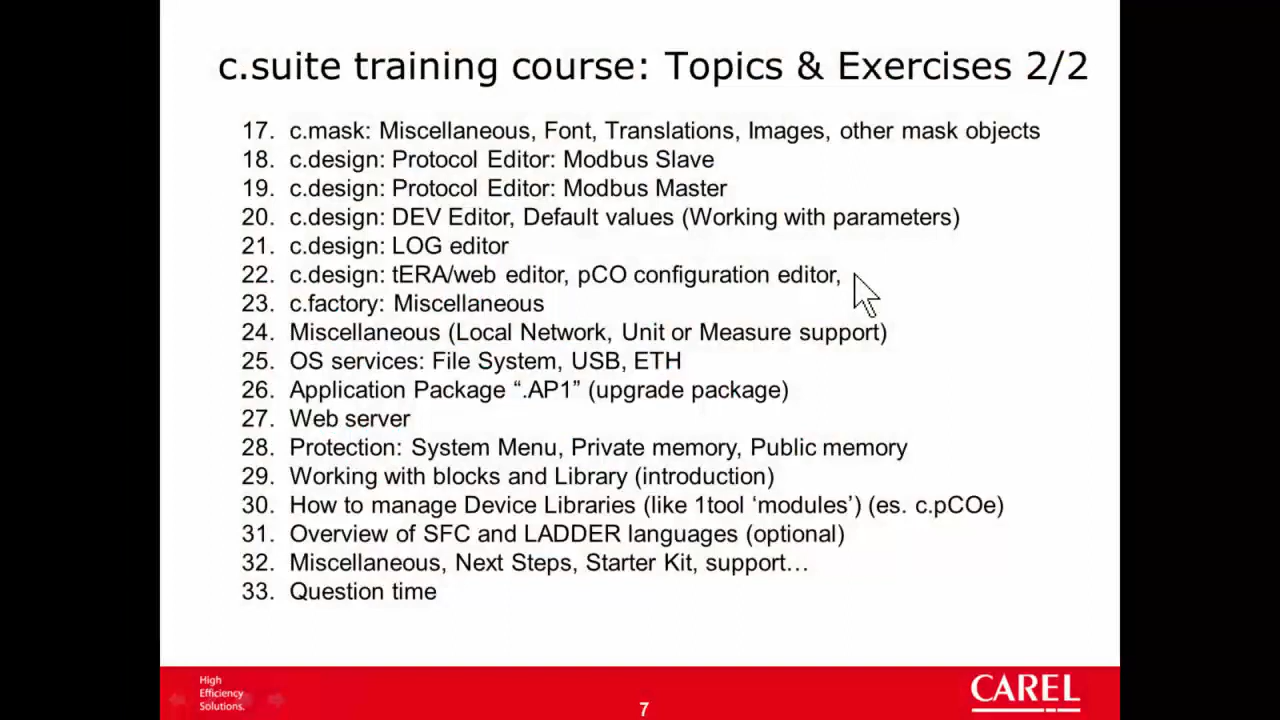 c.suite training course: Topics & Exercises 2/2
17. c.mask: Miscellaneous, Font, Translations, Images, other mask objects
18. c.design: Protocol Editor: Modbus Slave
19. c.design: Protocol Editor: Modbus Master
20. c.design: DEV Editor, Default values (Working with parameters)
21. c.design: LOG editor
22. c.design: tERA/web editor, pCO configuration editor,
23. c.factory: Miscellaneous
24. Miscellaneous (Local Network, Unit or Measure support)
25. OS services: File System, USB, ETH
26. Application Package “.AP1” (upgrade package)
27. Web server
28. Protection: System Menu, Private memory, Public memory
29. Working with blocks and Library (introduction)
30. How to manage Device Libraries (like 1tool ‘modules’) (es. c.pCOe)
31. Overview of SFC and LADDER languages (optional)
32. Miscellaneous, Next Steps, Starter Kit, support…
33. Question time
High
Efficiency
Solutions.
7
CAREL